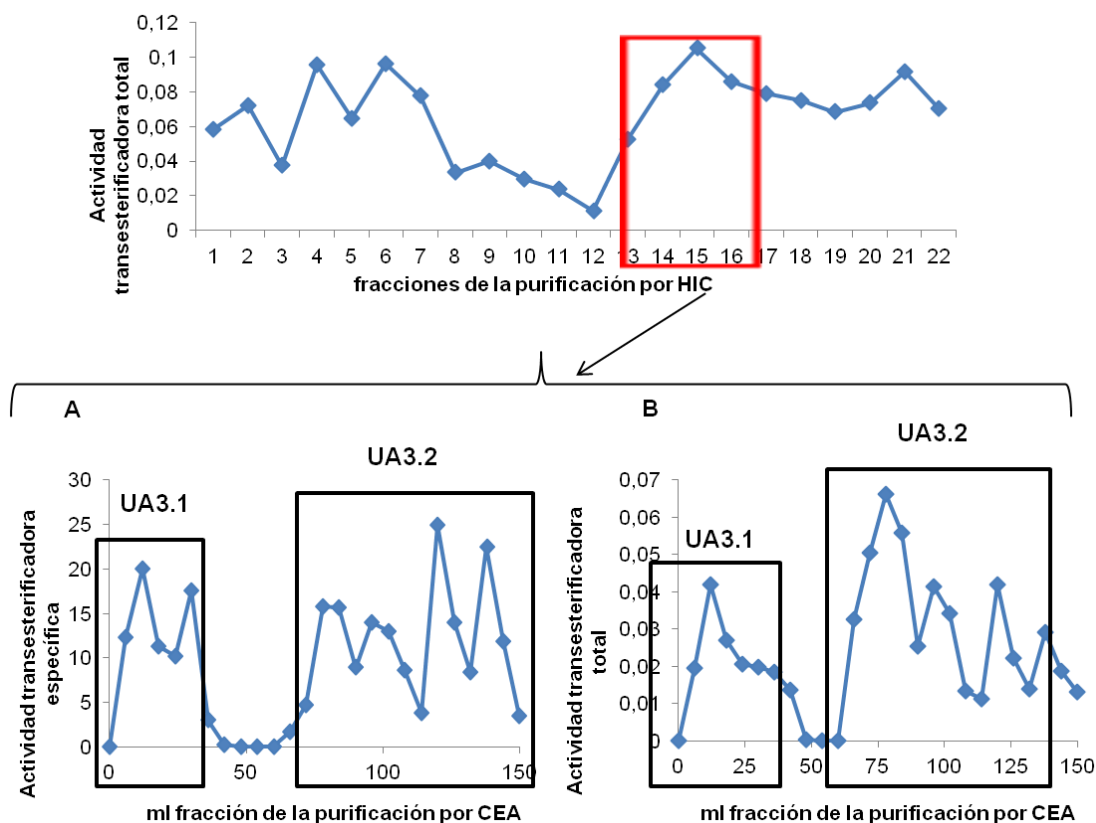 0,12
0,1
0,08
0,06
0,04
0,02
0
Actividad
transesterificadora total
1 2 3 4 5 6 7 8 9 10 11 12 13 14 15 16 17 18 19 20 21 22
fracciones de la purificación por HIC
A
UA3.1
UA3.2
30
25
20
15
10
5
0
Actividad transesterificadora
específica
0 50 100 150
ml fracción de la purificación por CEA
B
UA3.1
UA3.2
0,07
0,06
0,05
0,04
0,03
0,02
0,01
0
Actividad transesterificadora
total
0 25 50 75 100 125 150
ml fracción de la purificación por CEA